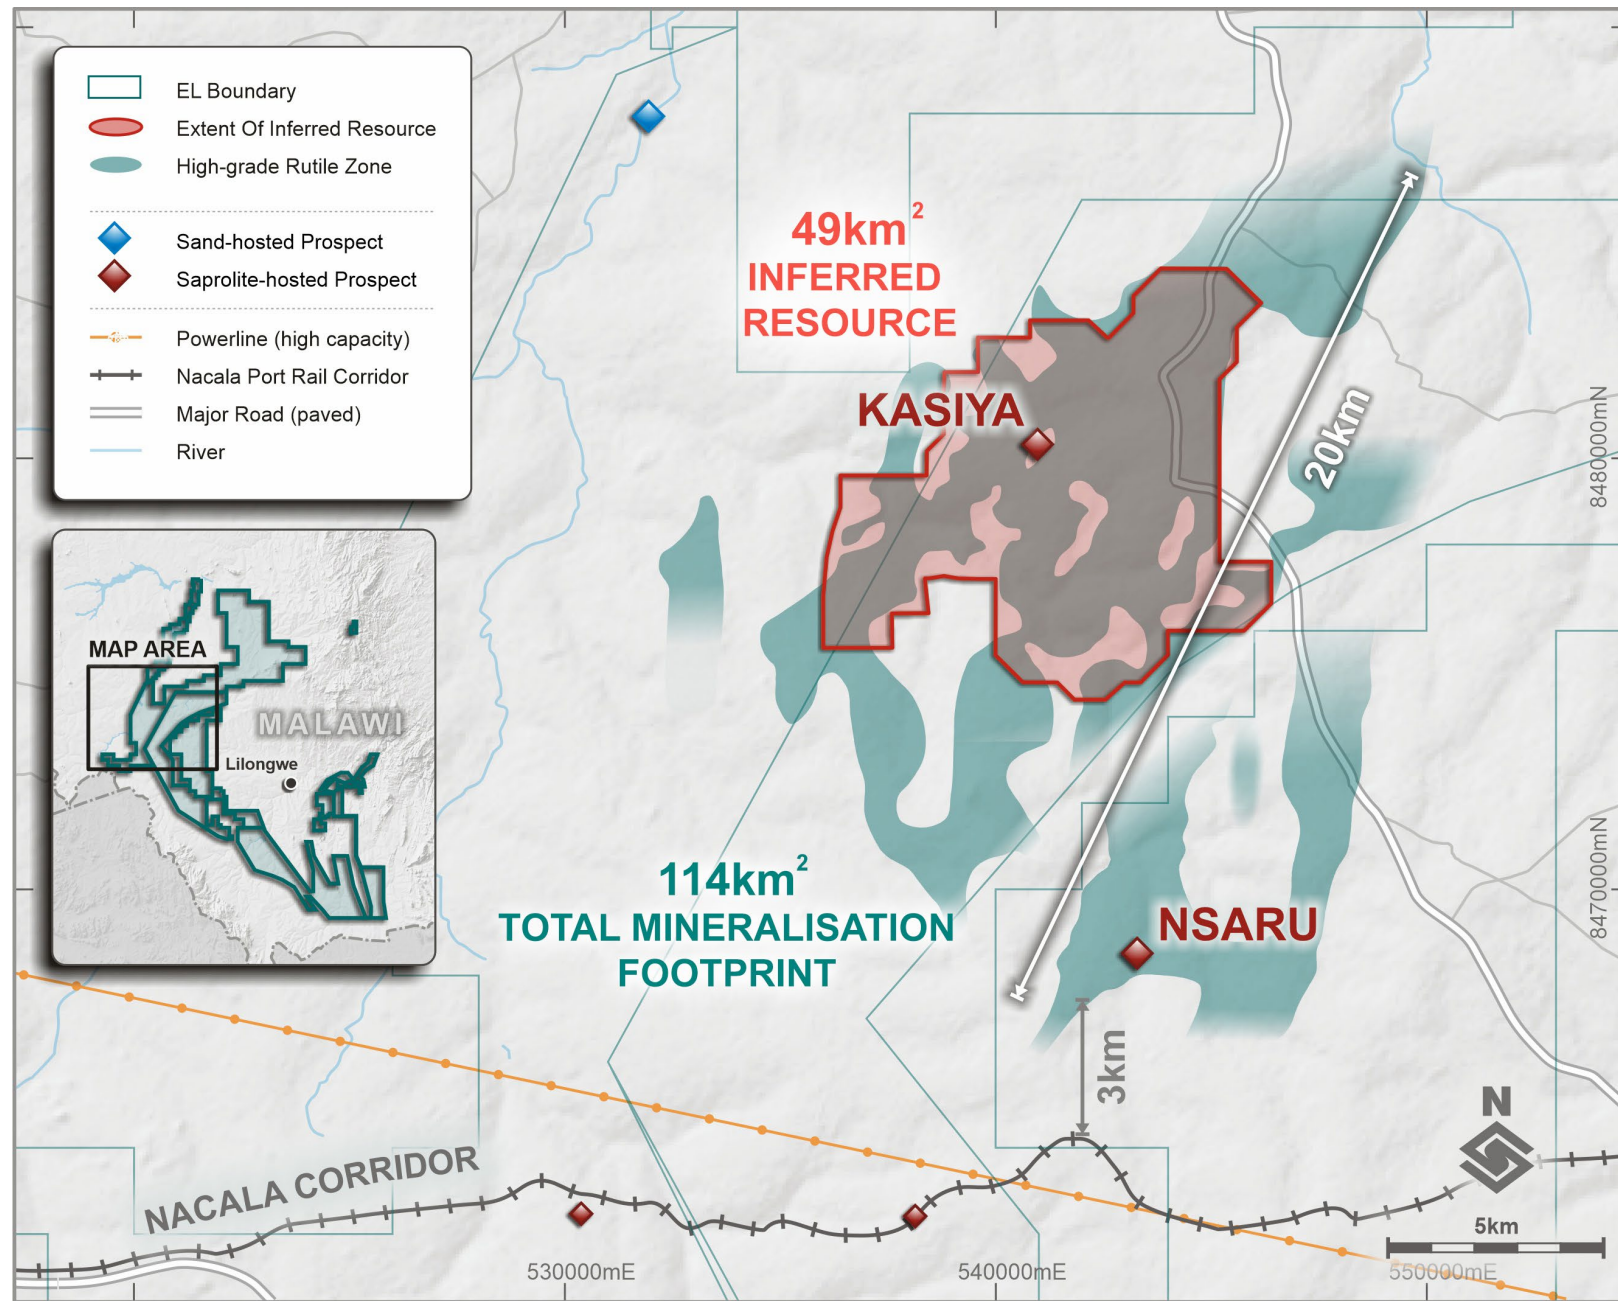 EL Boundary
Extent Of Inferred Resource
High-grade Rutile Zone
Sand-hosted Prospect
Saprolite-hosted Prospect
Powerline (high capacity)
Nacala Port Rail Corridor
Major Road (paved)
River
MAP AREA
MALAWI
Lilongwe
49km²
INFERRED
RESOURCE
KASIYA
20km
8480000mN
114km²
TOTAL MINERALISATION
FOOTPRINT
NSARU
8470000mN
3km
NACALA CORRIDOR
N
5km
530000mE
540000mE
550000mE